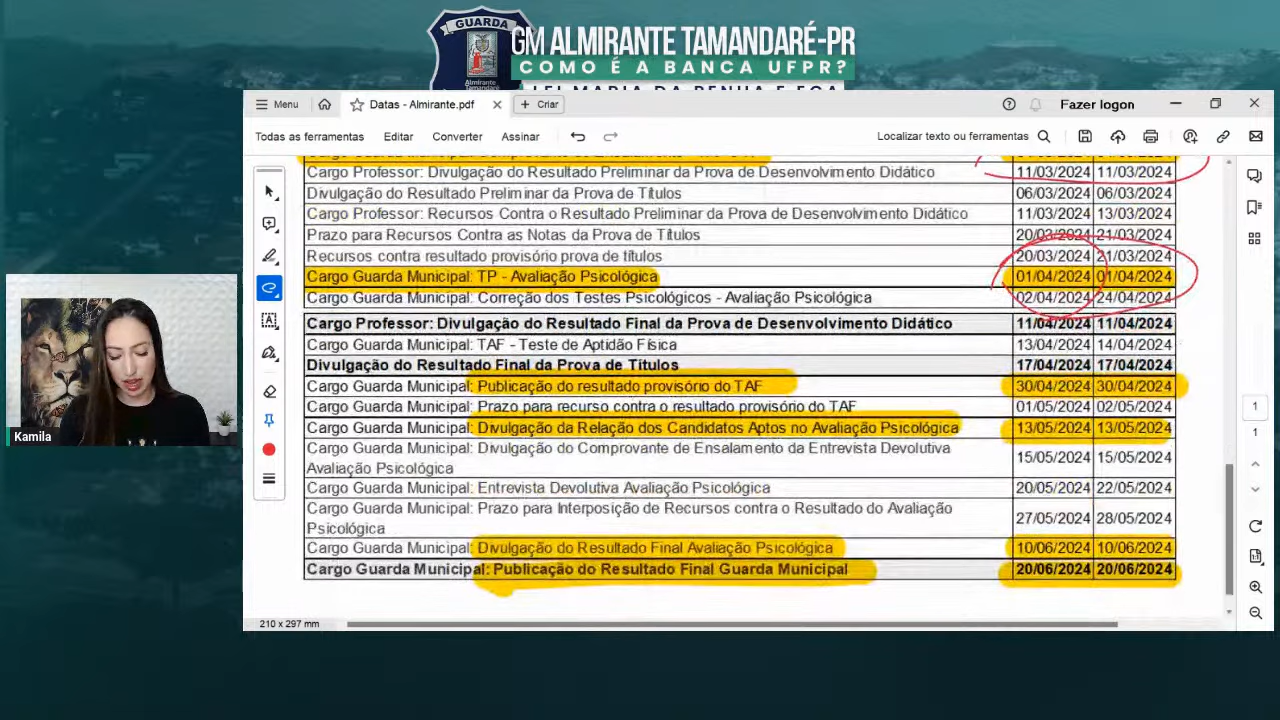 GUARDA
Almirante
Tamandaré
GM ALMIRANTE TAMANDARÉ-PR
COMO É A BANCA UFPR?
LEI MARIA DA PENHA E ECA
Menu
Datas - Almirante.pdf
Criar
Fazer logon
Todas as ferramentas
Editar
Converter
Assinar
Localizar texto ou ferramentas
Cargo Professor: Divulgação do Resultado Preliminar da Prova de Desenvolvimento Didático 11/03/2024 11/03/2024
Divulgação do Resultado Preliminar da Prova de Títulos 06/03/2024 06/03/2024
Cargo Professor: Recursos Contra o Resultado Preliminar da Prova de Desenvolvimento Didático 11/03/2024 13/03/2024
Prazo para Recursos Contra as Notas da Prova de Títulos 20/03/2024 21/03/2024
Recursos contra resultado provisório prova de títulos 20/03/2024 21/03/2024
Cargo Guarda Municipal: TP - Avaliação Psicológica 01/04/2024 01/04/2024
Cargo Guarda Municipal: Correção dos Testes Psicológicos - Avaliação Psicológica 02/04/2024 24/04/2024
Cargo Professor: Divulgação do Resultado Final da Prova de Desenvolvimento Didático 11/04/2024 11/04/2024
Cargo Guarda Municipal: TAF - Teste de Aptidão Física 13/04/2024 14/04/2024
Divulgação do Resultado Final da Prova de Títulos 17/04/2024 17/04/2024
Cargo Guarda Municipal: Publicação do resultado provisório do TAF 30/04/2024 30/04/2024
Cargo Guarda Municipal: Prazo para recurso contra o resultado provisório do TAF 01/05/2024 02/05/2024
Cargo Guarda Municipal: Divulgação da Relação dos Candidatos Aptos no Avaliação Psicológica 13/05/2024 13/05/2024
Cargo Guarda Municipal: Divulgação do Comprovante de Ensalamento da Entrevista Devolutiva
Avaliação Psicológica 15/05/2024 15/05/2024
Cargo Guarda Municipal: Entrevista Devolutiva Avaliação Psicológica 20/05/2024 22/05/2024
Cargo Guarda Municipal: Prazo para Interposição de Recursos contra o Resultado do Avaliação
Psicológica 27/05/2024 28/05/2024
Cargo Guarda Municipal: Divulgação do Resultado Final Avaliação Psicológica 10/06/2024 10/06/2024
Cargo Guarda Municipal: Publicação do Resultado Final Guarda Municipal 20/06/2024 20/06/2024
210 x 297 mm
1
1
Kamila